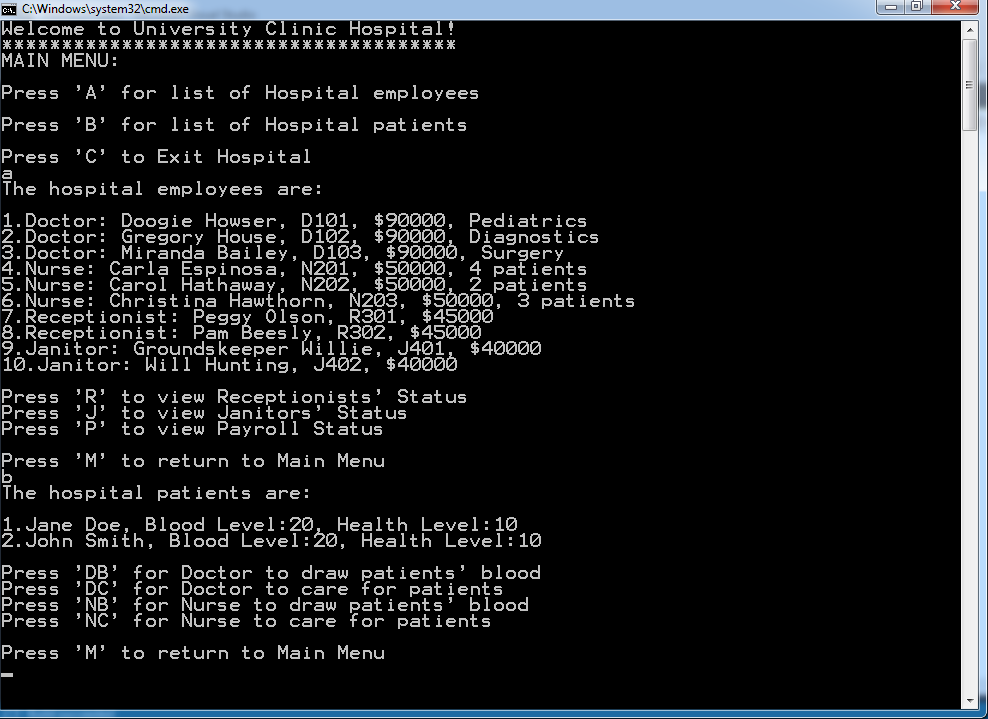 C:\Windows\system32\cmd.exe
Welcome to University Clinic Hospital!
**************************************
MAIN MENU:
Press 'A' for list of Hospital employees
Press 'B' for list of Hospital patients
Press 'C' to Exit Hospital
a
The hospital employees are:
1.Doctor: Doogie Howser, D101, $90000, Pediatrics
2.Doctor: Gregory House, D102, $90000, Diagnostics
3.Doctor: Miranda Bailey, D103, $90000, Surgery
4.Nurse: Carla Espinosa, N201, $50000, 4 patients
5.Nurse: Carol Hathaway, N202, $50000, 2 patients
6.Nurse: Christina Hawthorn, N203, $50000, 3 patients
7.Receptionist: Peggy Olson, R301, $45000
8.Receptionist: Pam Beesly, R302, $45000
9.Janitor: Groundskeeper Willie, J401, $40000
10.Janitor: Will Hunting, J402, $40000
Press 'R' to view Receptionists' Status
Press 'J' to view Janitors' Status
Press 'P' to view Payroll Status
Press 'M' to return to Main Menu
b
The hospital patients are:
1.Jane Doe, Blood Level:20, Health Level:10
2.John Smith, Blood Level:20, Health Level:10
Press 'DB' for Doctor to draw patients' blood
Press 'DC' for Doctor to care for patients
Press 'NB' for Nurse to draw patients' blood
Press 'NC' for Nurse to care for patients
Press 'M' to return to Main Menu